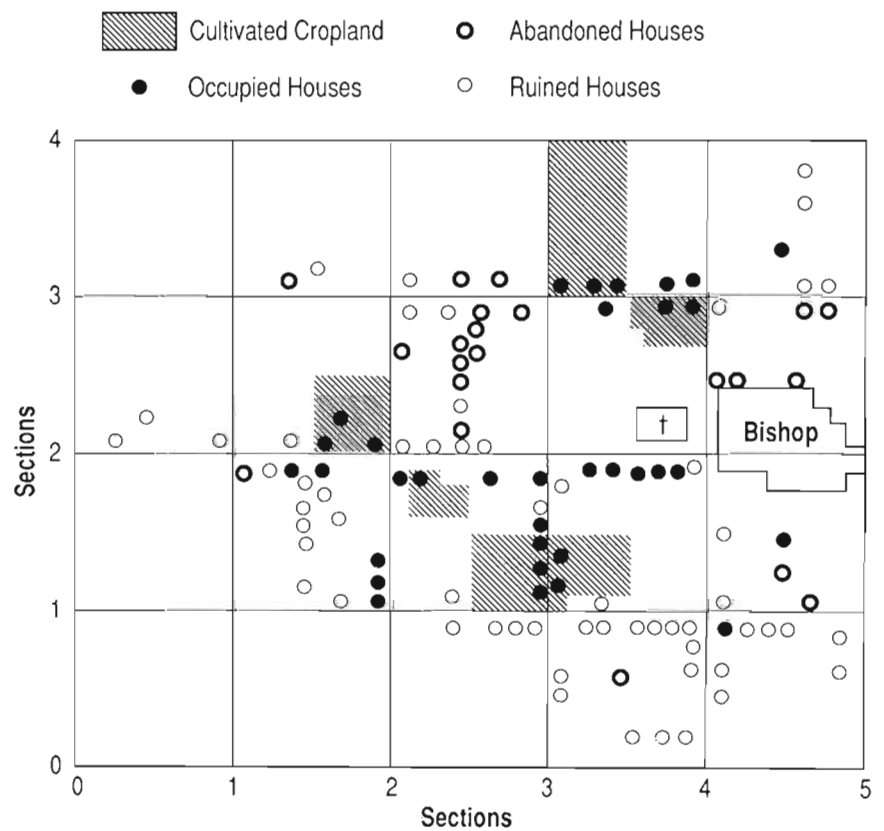 Cultivated Cropland Abandoned Houses
Occupied Houses Ruined Houses
4
3
2
1
0
Sections
†
Bishop
0 1 2 3 4 5
Sections